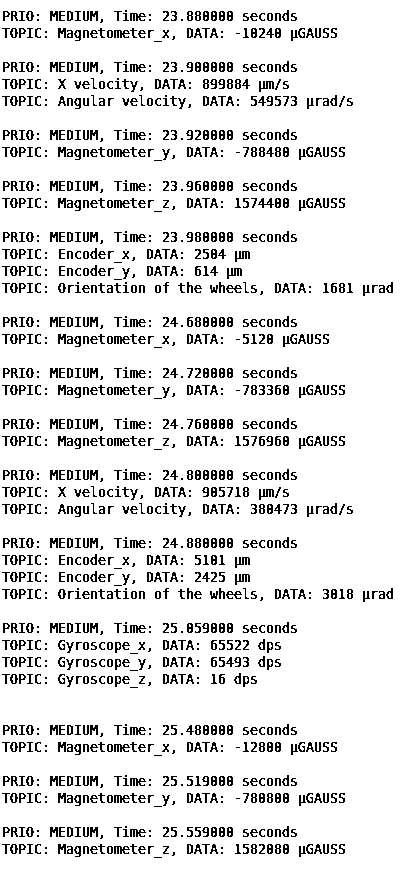 PRIO: MEDIUM, Time: 23.880000 seconds
TOPIC: Magnetometer_x, DATA: -10240 µGAUSS
PRIO: MEDIUM, Time: 23.900000 seconds
TOPIC: X velocity, DATA: 899884 µm/s
TOPIC: Angular velocity, DATA: 549573 µrad/s
PRIO: MEDIUM, Time: 23.920000 seconds
TOPIC: Magnetometer_y, DATA: -788480 µGAUSS
PRIO: MEDIUM, Time: 23.960000 seconds
TOPIC: Magnetometer_z, DATA: 1574400 µGAUSS
PRIO: MEDIUM, Time: 23.980000 seconds
TOPIC: Encoder_x, DATA: 2504 µm
TOPIC: Encoder_y, DATA: 614 µm
TOPIC: Orientation of the wheels, DATA: 1681 µrad
PRIO: MEDIUM, Time: 24.680000 seconds
TOPIC: Magnetometer_x, DATA: -5120 µGAUSS
PRIO: MEDIUM, Time: 24.720000 seconds
TOPIC: Magnetometer_y, DATA: -783360 µGAUSS
PRIO: MEDIUM, Time: 24.760000 seconds
TOPIC: Magnetometer_z, DATA: 1576960 µGAUSS
PRIO: MEDIUM, Time: 24.800000 seconds
TOPIC: X velocity, DATA: 905718 µm/s
TOPIC: Angular velocity, DATA: 380473 µrad/s
PRIO: MEDIUM, Time: 24.880000 seconds
TOPIC: Encoder_x, DATA: 5101 µm
TOPIC: Encoder_y, DATA: 2425 µm
TOPIC: Orientation of the wheels, DATA: 3018 µrad
PRIO: MEDIUM, Time: 25.059000 seconds
TOPIC: Gyroscope_x, DATA: 65522 dps
TOPIC: Gyroscope_y, DATA: 65493 dps
TOPIC: Gyroscope_z, DATA: 16 dps
PRIO: MEDIUM, Time: 25.480000 seconds
TOPIC: Magnetometer_x, DATA: -12800 µGAUSS
PRIO: MEDIUM, Time: 25.519000 seconds
TOPIC: Magnetometer_y, DATA: -780800 µGAUSS
PRIO: MEDIUM, Time: 25.559000 seconds
TOPIC: Magnetometer_z, DATA: 1582080 µGAUSS